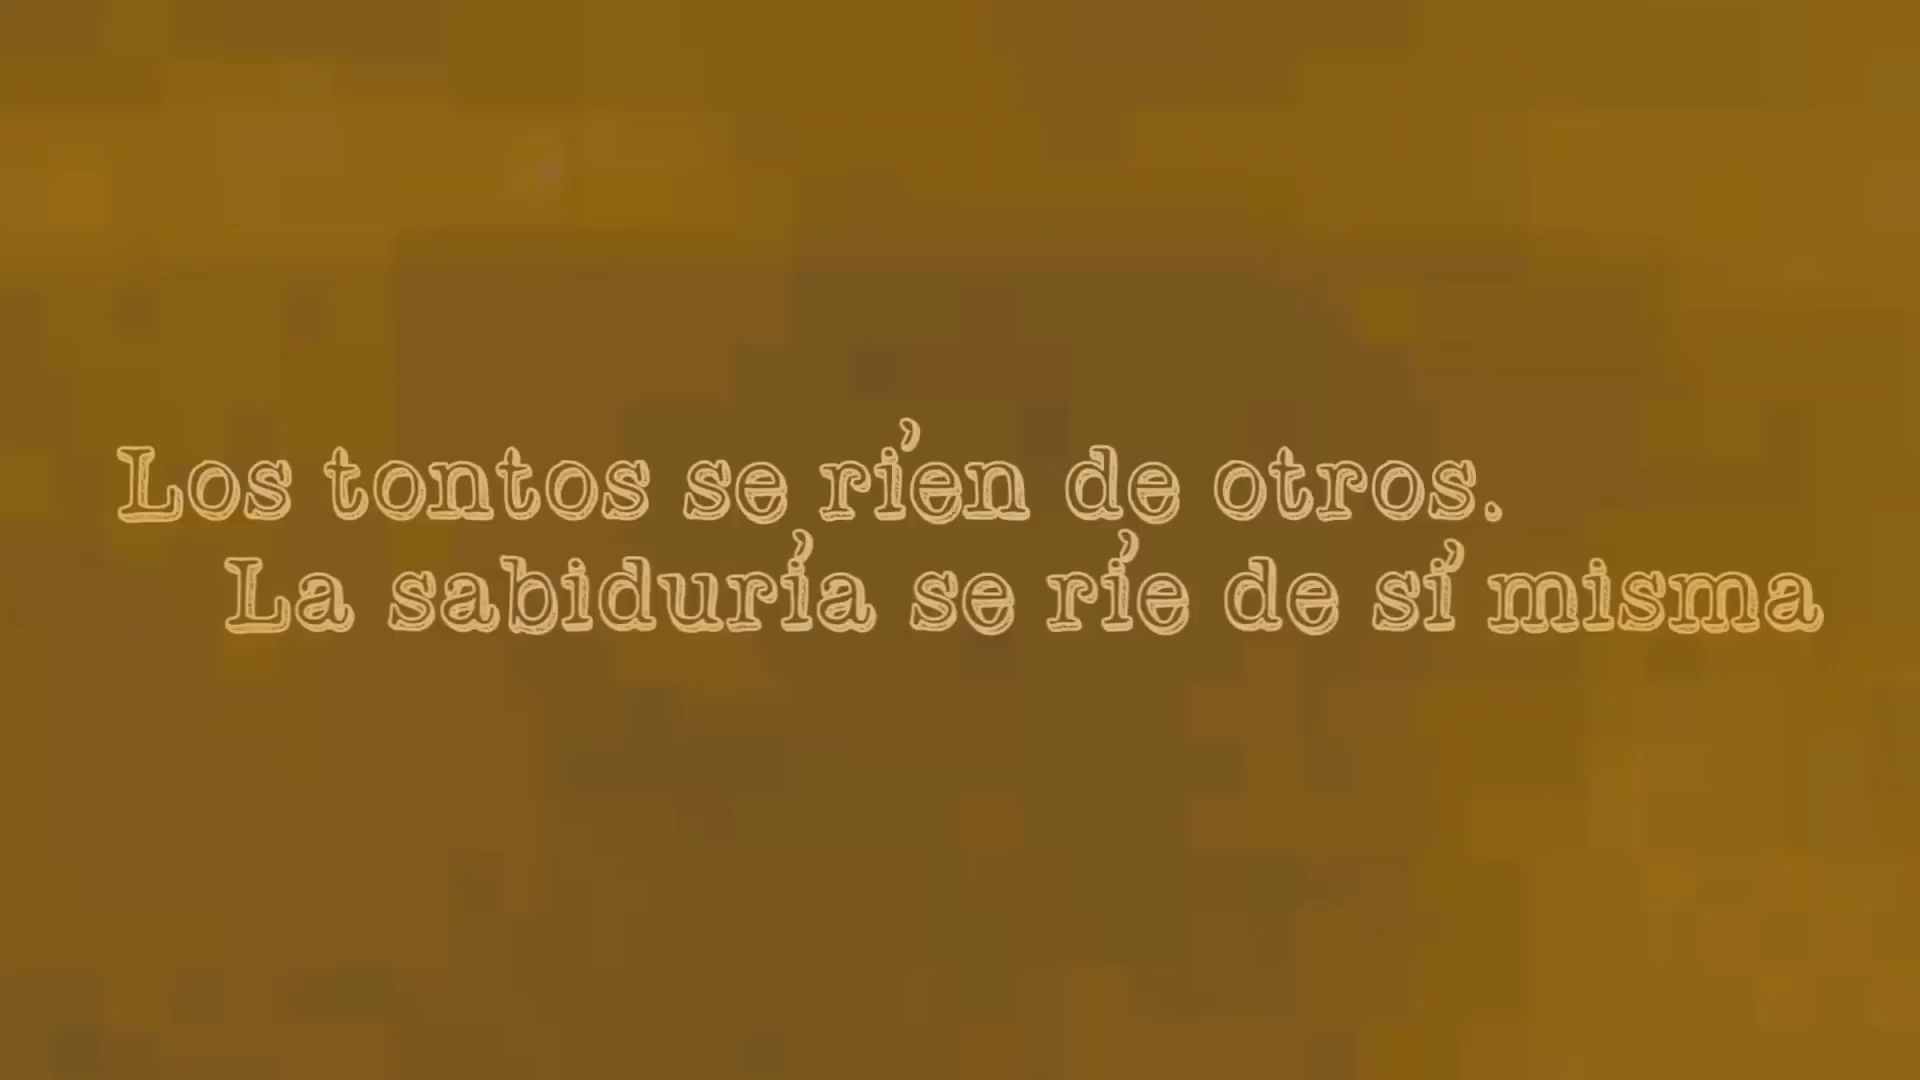 Los tontos se ríen de otros.
La sabiduría se ríe de sí misma